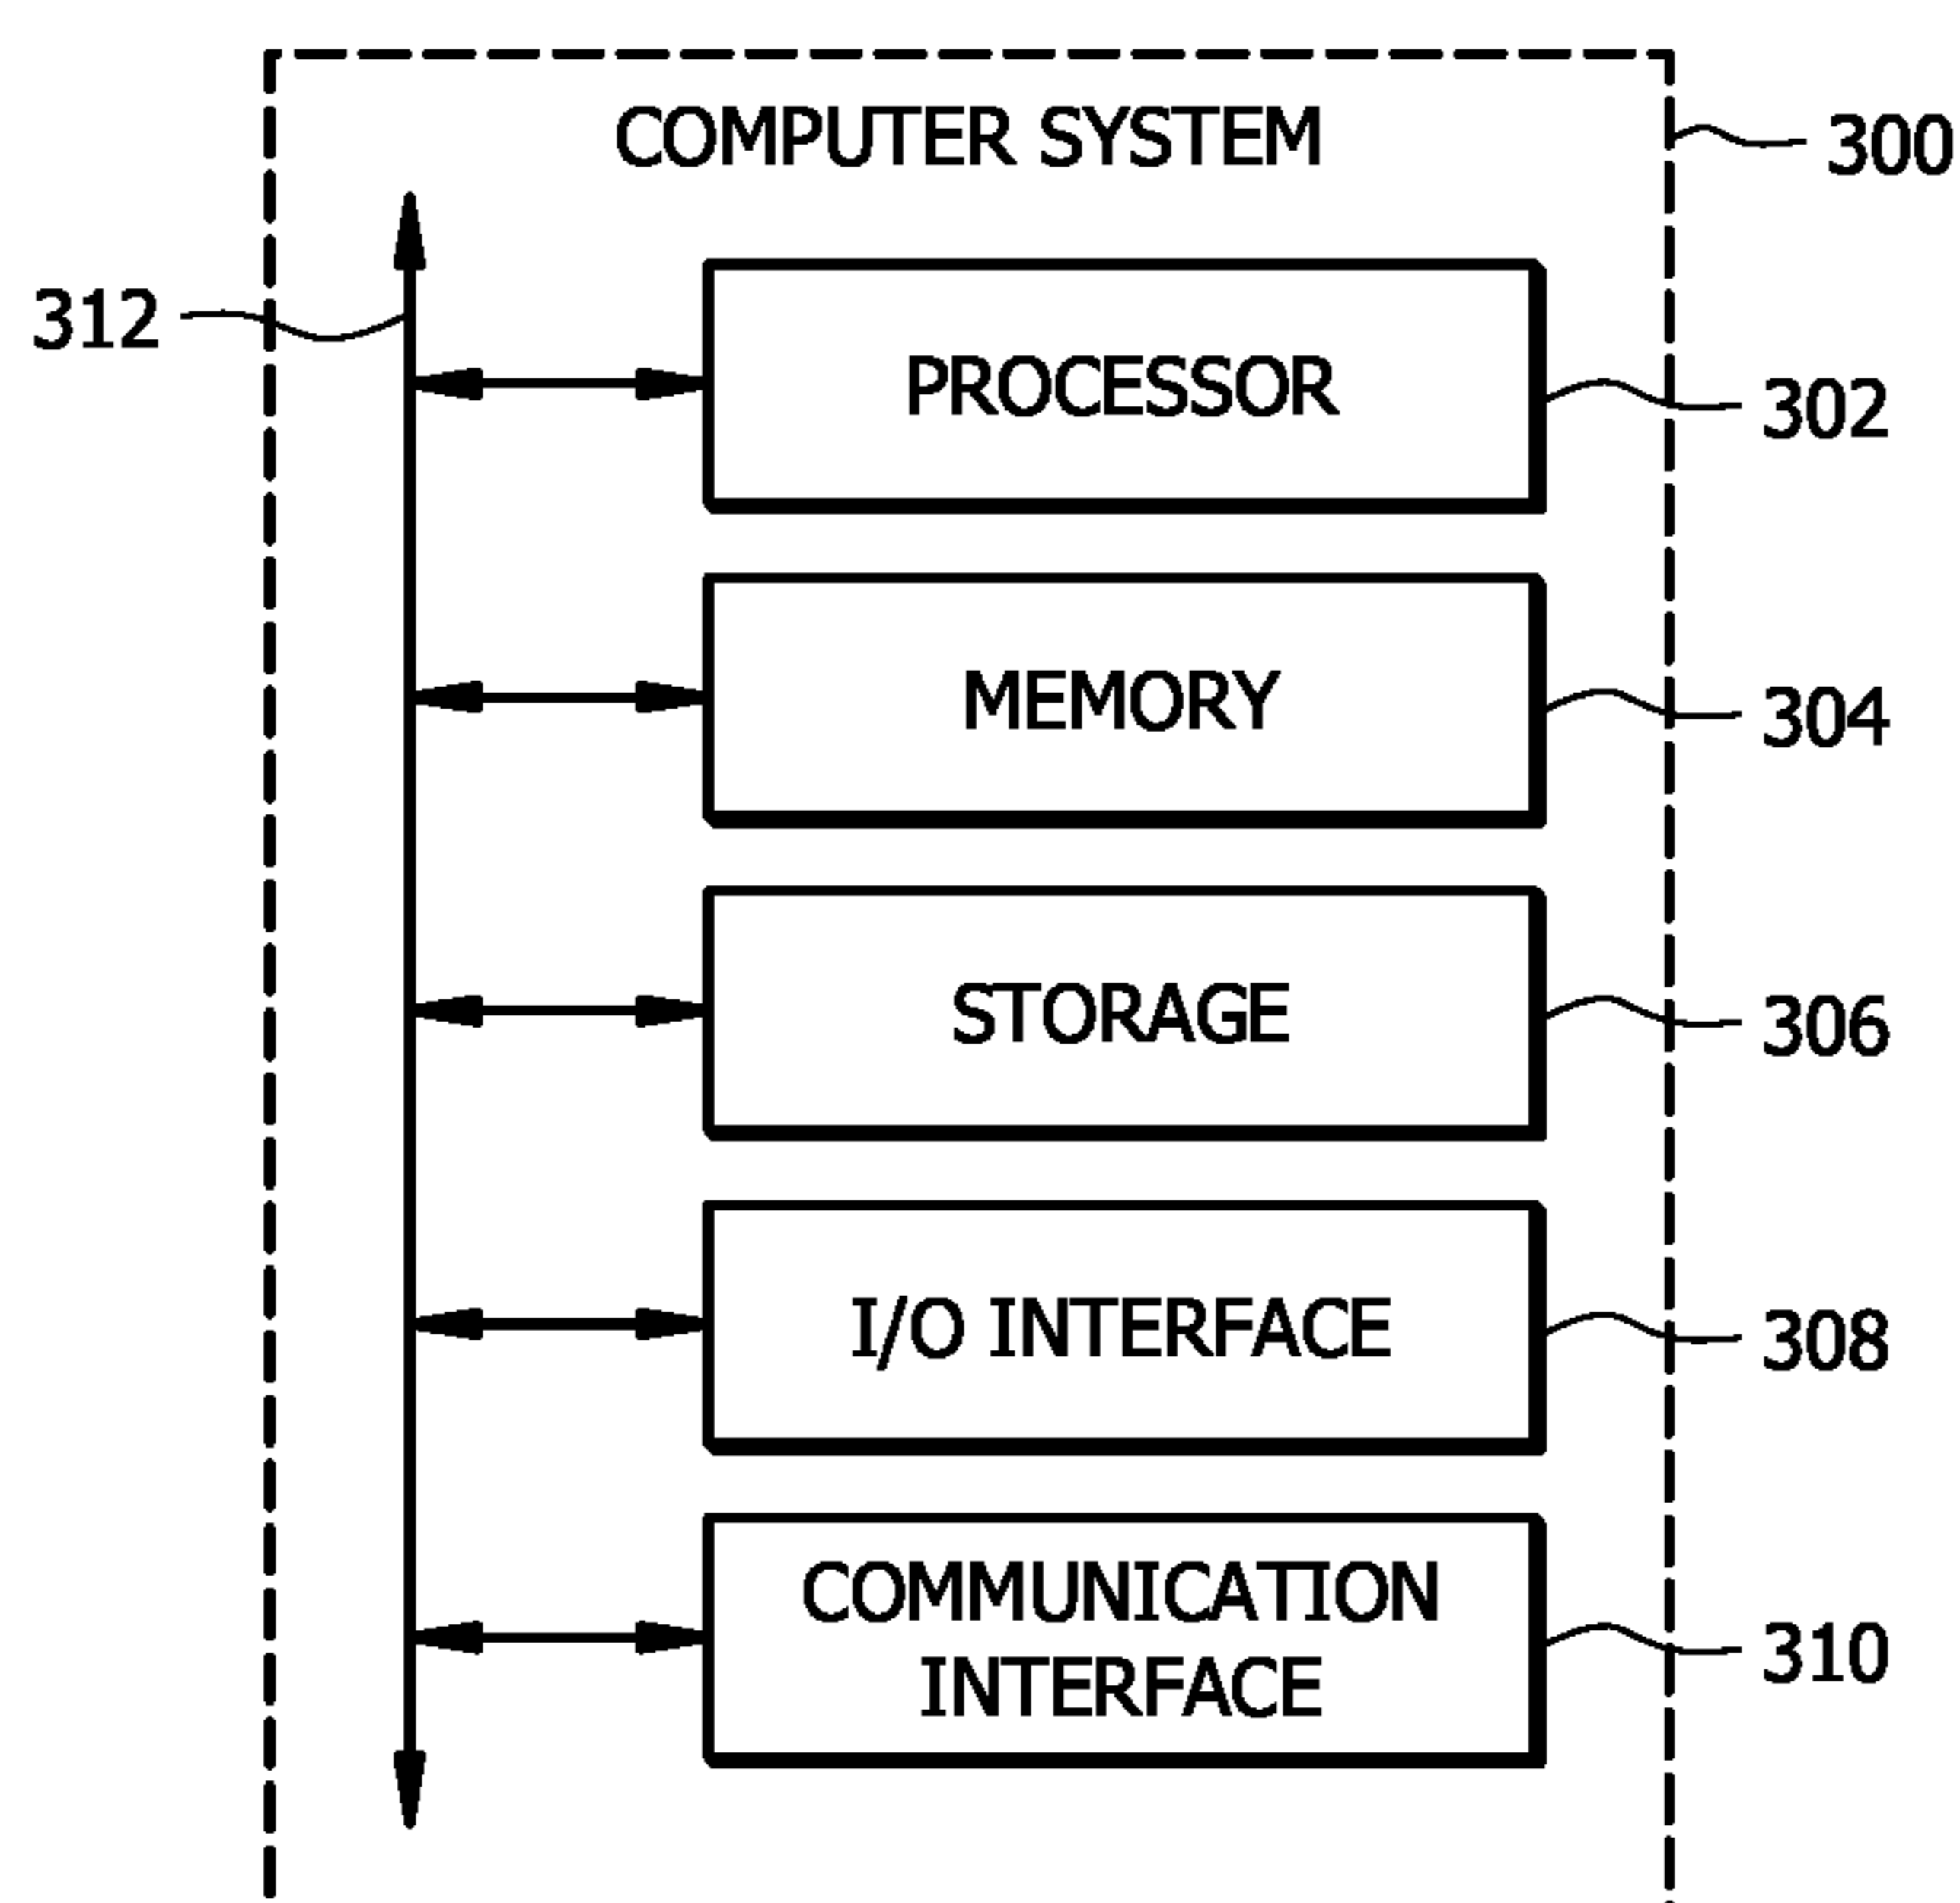 COMPUTER SYSTEM
300
312
PROCESSOR
302
MEMORY
304
STORAGE
306
I/O INTERFACE
308
COMMUNICATION
INTERFACE
310